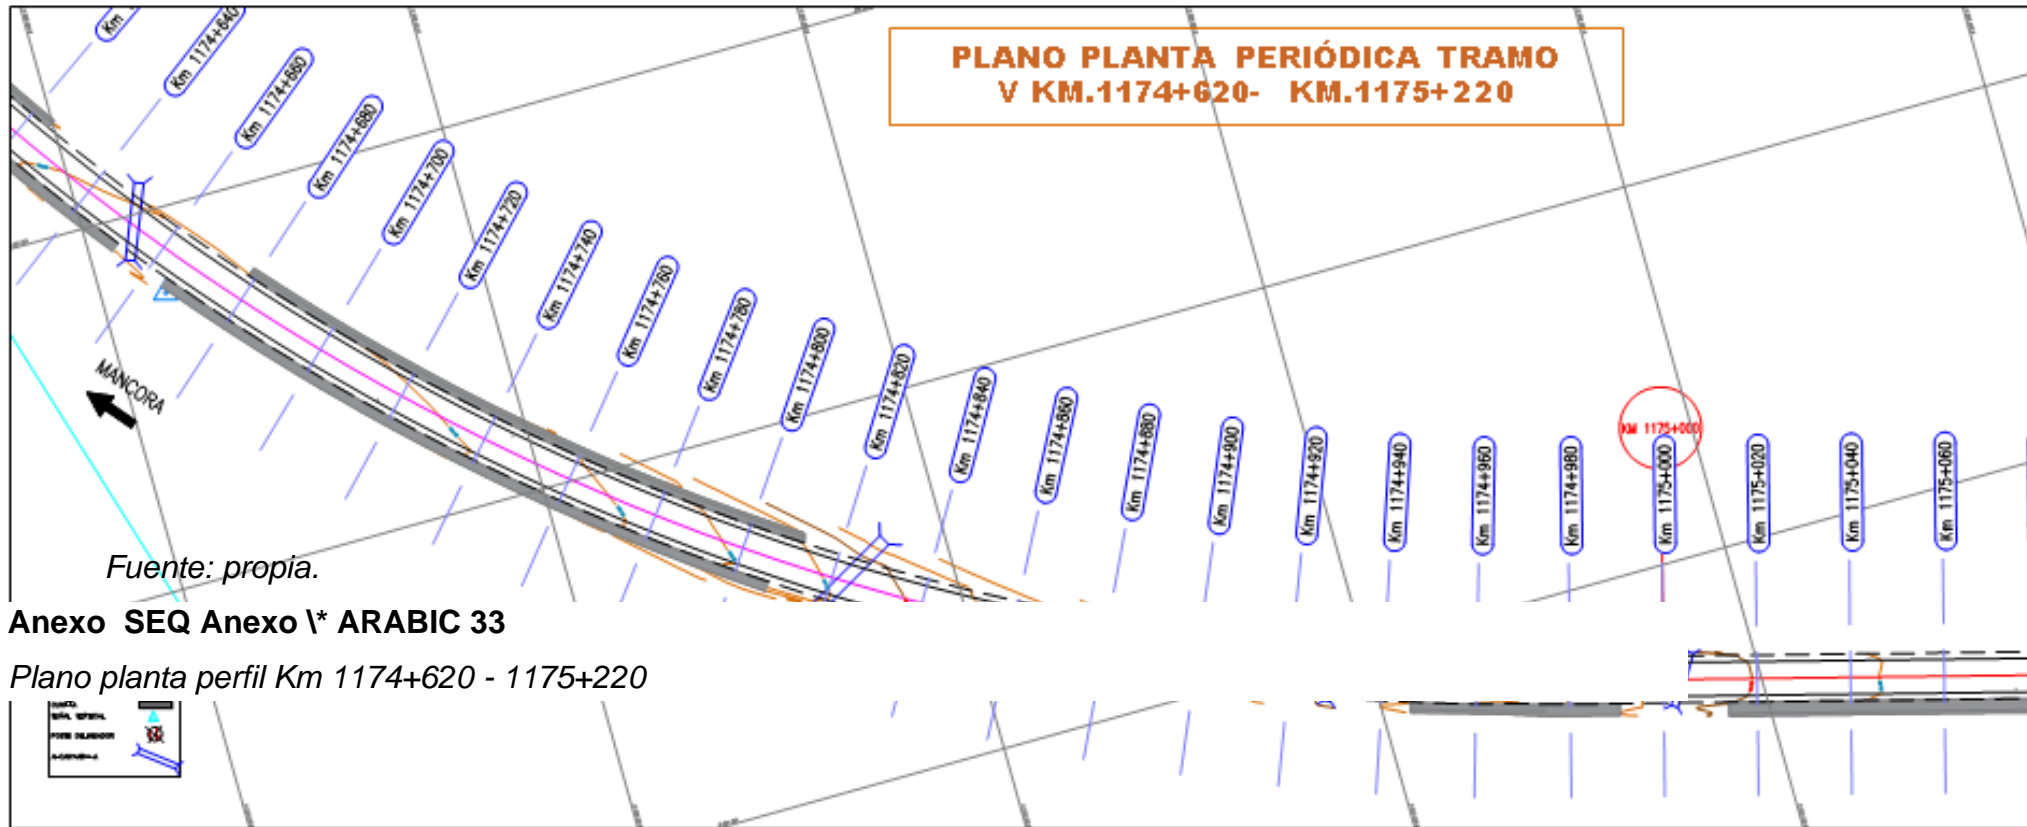 PLANO PLANTA PERIÓDICA TRAMO
V KM.1174+620- KM.1175+220
Km
Km 1174+640
Km 1174+660
Km 1174+680
Km 1174+700
Km 1174+720
Km 1174+740
Km 1174+760
Km 1174+780
Km 1174+800
Km 1174+820
Km 1174+840
Km 1174+860
Km 1174+880
Km 1174+900
Km 1174+920
Km 1174+940
Km 1174+960
Km 1174+980
KM 1175+000
Km 1175+000
Km 1175+020
Km 1175+040
Km 1175+060
MANCORA
Fuente: propia.
Anexo SEQ Anexo \* ARABIC 33
Plano planta perfil Km 1174+620 - 1175+220